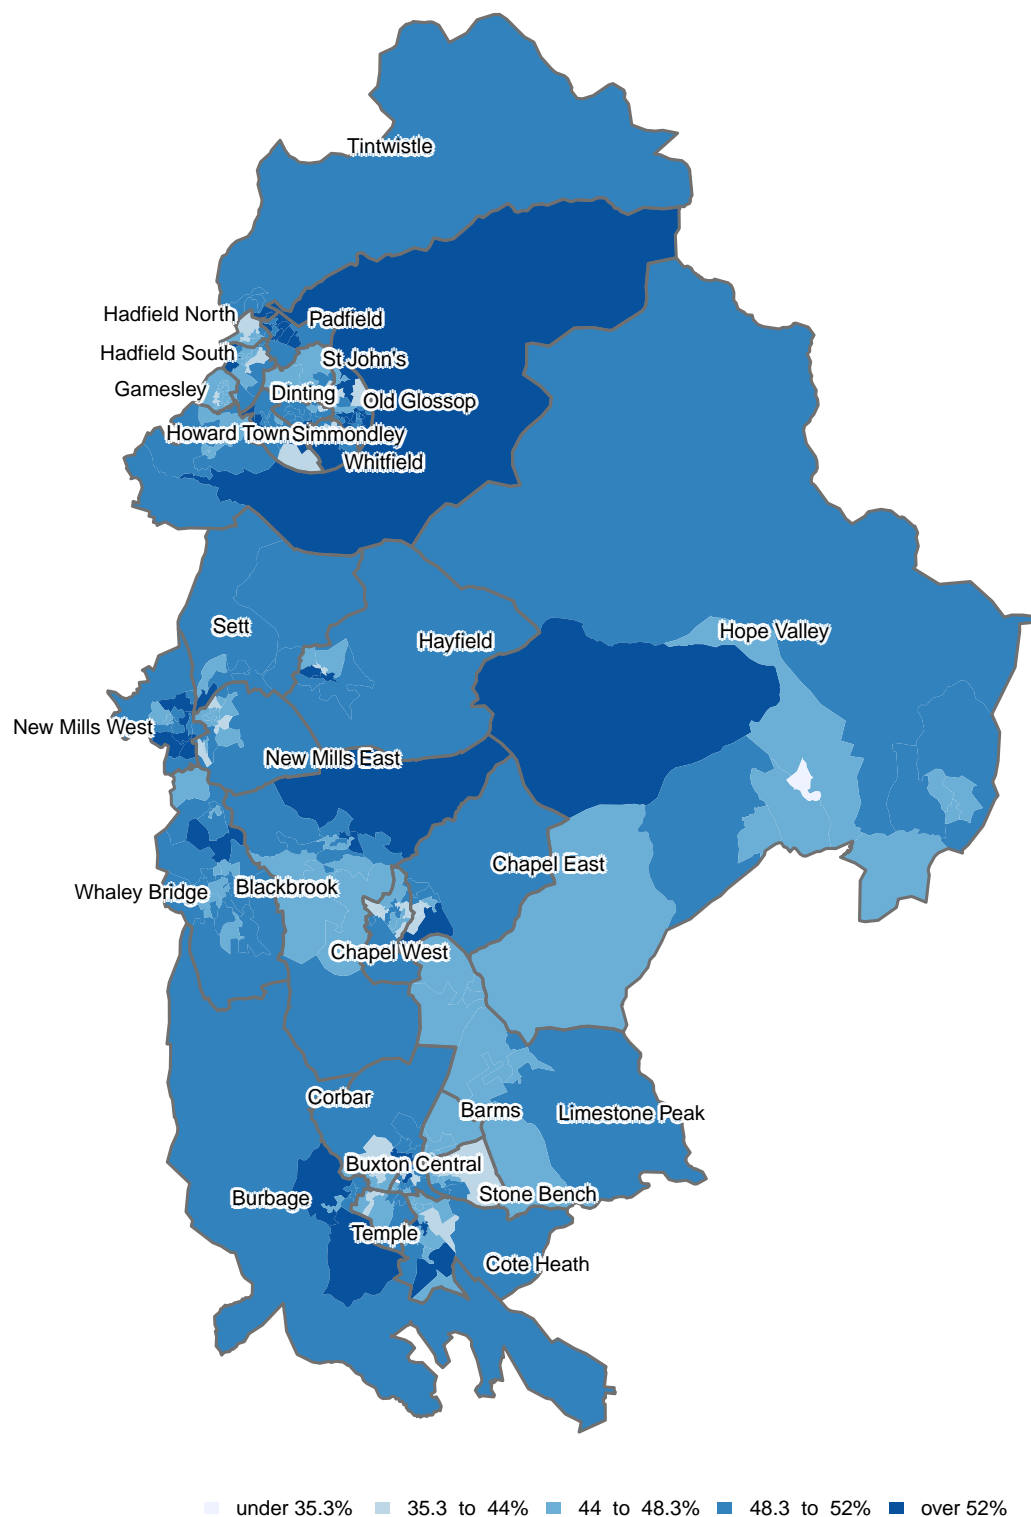 Tintwistle
Hadfield North
Padfield
Hadfield South
St John's
Gamesley
Dinting
Old Glossop
Howard Town
Simmondley
Whitfield
Sett
Hayfield
Hope Valley
New Mills West
New Mills East
Chapel East
Whaley Bridge
Blackbrook
Chapel West
Corbar
Barms
Limestone Peak
Buxton Central
Burbage
Stone Bench
Temple
Cote Heath
under 35.3% 35.3 to 44% 44 to 48.3% 48.3 to 52% over 52%